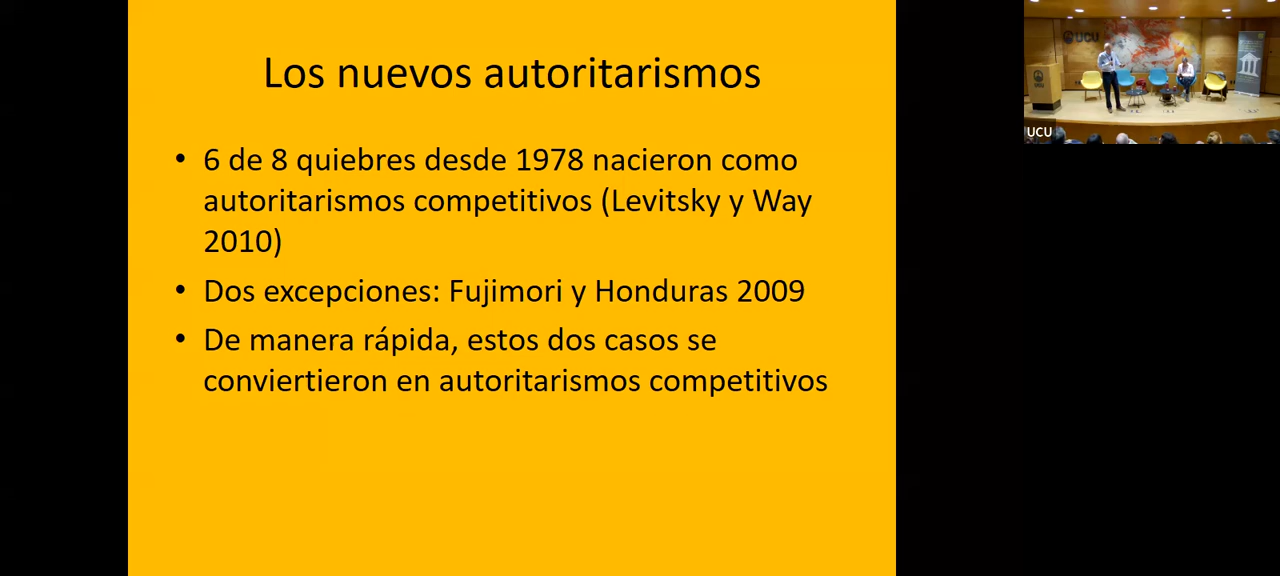 Los nuevos autoritarismos
• 6 de 8 quiebres desde 1978 nacieron como
autoritarismos competitivos (Levitsky y Way
2010)
• Dos excepciones: Fujimori y Honduras 2009
• De manera rápida, estos dos casos se
conviertieron en autoritarismos competitivos
UCU
UCU